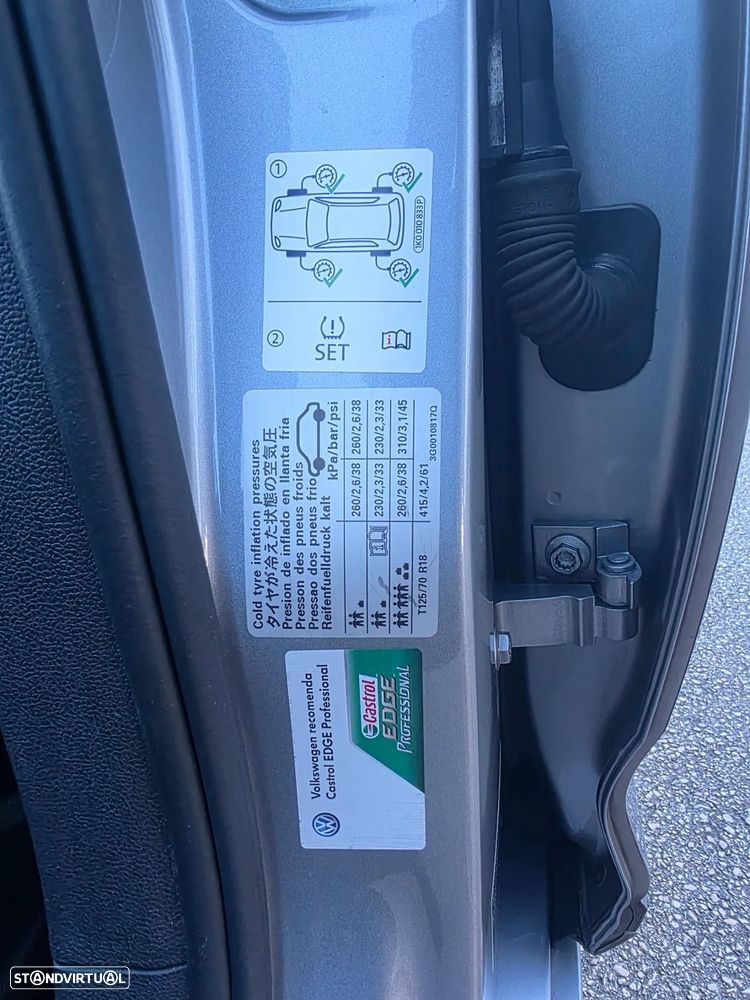 ①
1K0 010 833P
②
SET
i
Cold tyre inflation pressures
タイヤが冷えた状態の空気圧
Presion de inflado en llanta fria
Presson des pneus froids
Pressao dos pneus frio
Reifenfuelldruck kalt
kPa/bar/psi
260/2,6/38 260/2,6/38
230/2,3/33 230/2,3/33
260/2,6/38 310/3,1/45
T125/70 R18 415/4,2/61
3G0010817Q
Volkswagen recomenda
Castrol EDGE Professional
Castrol
EDGE
PROFESSIONAL
STANDVIRTUAL